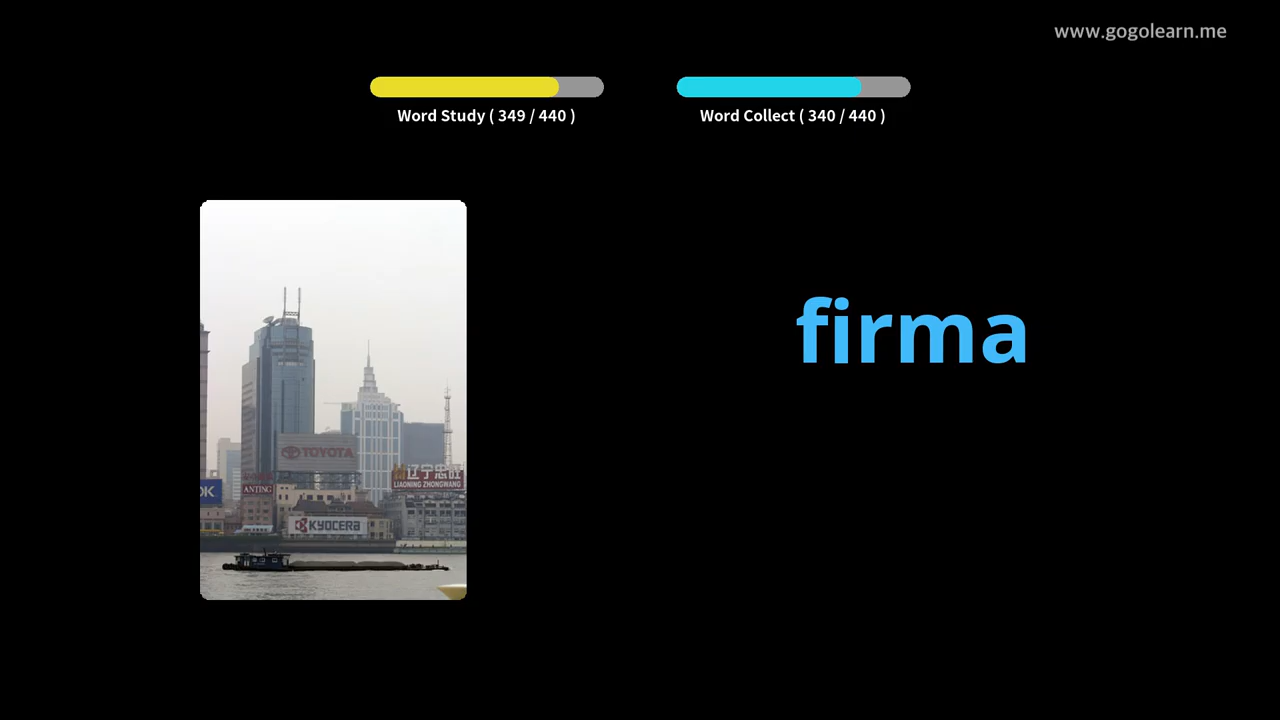 www.gogolearn.me
Word Study ( 349 / 440 )
Word Collect ( 340 / 440 )
firma
TOYOTA
辽宁忠旺
LIAONING ZHONGWANG
OK
ANTING
KYOCERA